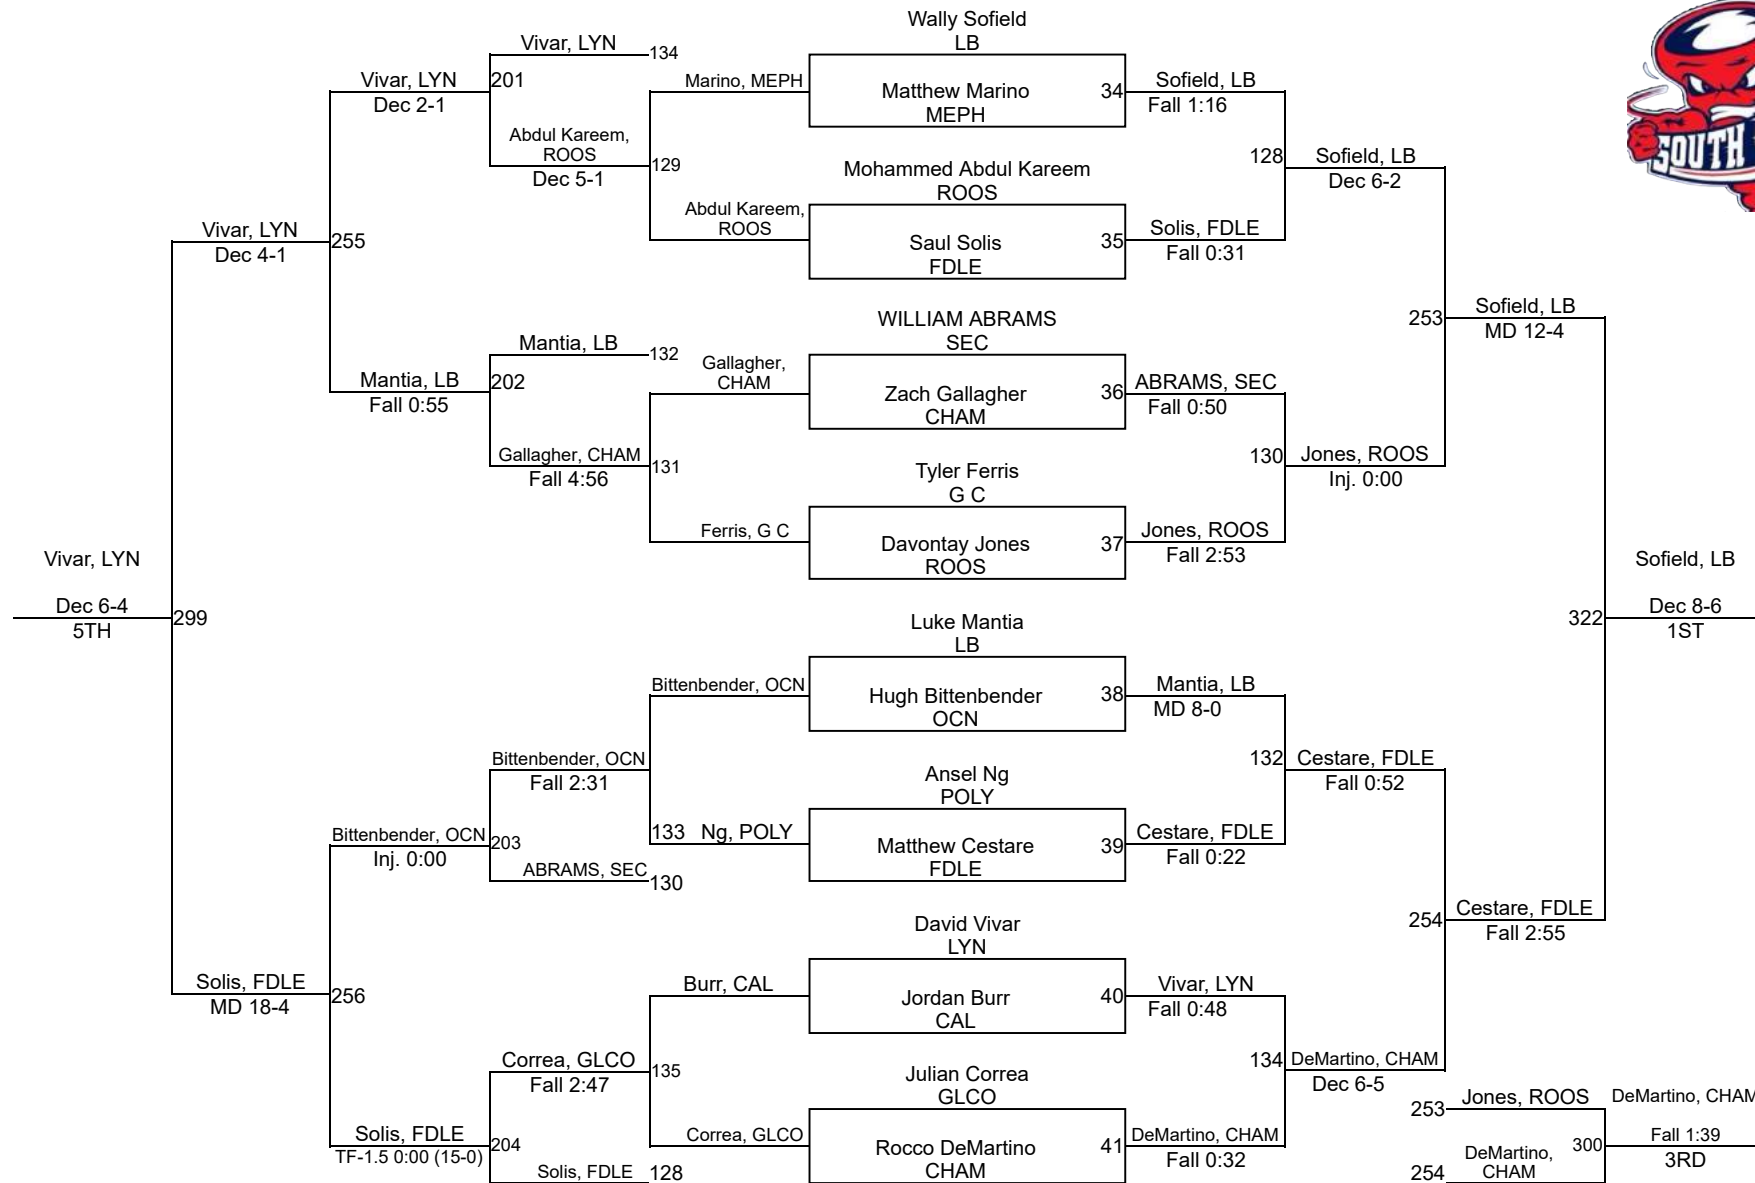 Wally Sofield
LB
Vivar, LYN
134
Vivar, LYN
201
Marino, MEPH
Matthew Marino
34
Sofield, LB
Dec 2-1
MEPH
Fall 1:16
Abdul Kareem,
ROOS
129
Dec 5-1
Mohammed Abdul Kareem
ROOS
128
Sofield, LB
Dec 6-2
SOUTH
Abdul Kareem,
ROOS
Saul Solis
35
Solis, FDLE
FDLE
Fall 0:31
Vivar, LYN
255
Dec 4-1
WILLIAM ABRAMS
SEC
253
Sofield, LB
MD 12-4
Mantia, LB
132
Mantia, LB
202
Fall 0:55
Gallagher,
CHAM
Zach Gallagher
36
ABRAMS, SEC
CHAM
Fall 0:50
Gallagher, CHAM
131
Fall 4:56
Tyler Ferris
G C
130
Jones, ROOS
Inj. 0:00
Ferris, G C
Davontay Jones
37
Jones, ROOS
ROOS
Fall 2:53
Vivar, LYN
Dec 6-4
299
5TH
Sofield, LB
322
Dec 8-6
1ST
Luke Mantia
LB
Bittenbender, OCN
Hugh Bittenbender
38
Mantia, LB
OCN
MD 8-0
Bittenbender, OCN
Fall 2:31
Ansel Ng
POLY
132
Cestare, FDLE
Fall 0:52
Bittenbender, OCN
203
Inj. 0:00
133
Ng, POLY
Matthew Cestare
39
Cestare, FDLE
FDLE
Fall 0:22
ABRAMS, SEC
130
David Vivar
LYN
254
Cestare, FDLE
Fall 2:55
Solis, FDLE
256
MD 18-4
Burr, CAL
Jordan Burr
40
Vivar, LYN
CAL
Fall 0:48
Correa, GLCO
135
Fall 2:47
Julian Correa
GLCO
134
DeMartino, CHAM
Dec 6-5
Solis, FDLE
204
TF-1.5 0:00 (15-0)
Correa, GLCO
Rocco DeMartino
41
DeMartino, CHAM
CHAM
Fall 0:32
Solis, FDLE
128
253
Jones, ROOS
DeMartino, CHAM
300
Fall 1:39
3RD
254
DeMartino,
CHAM